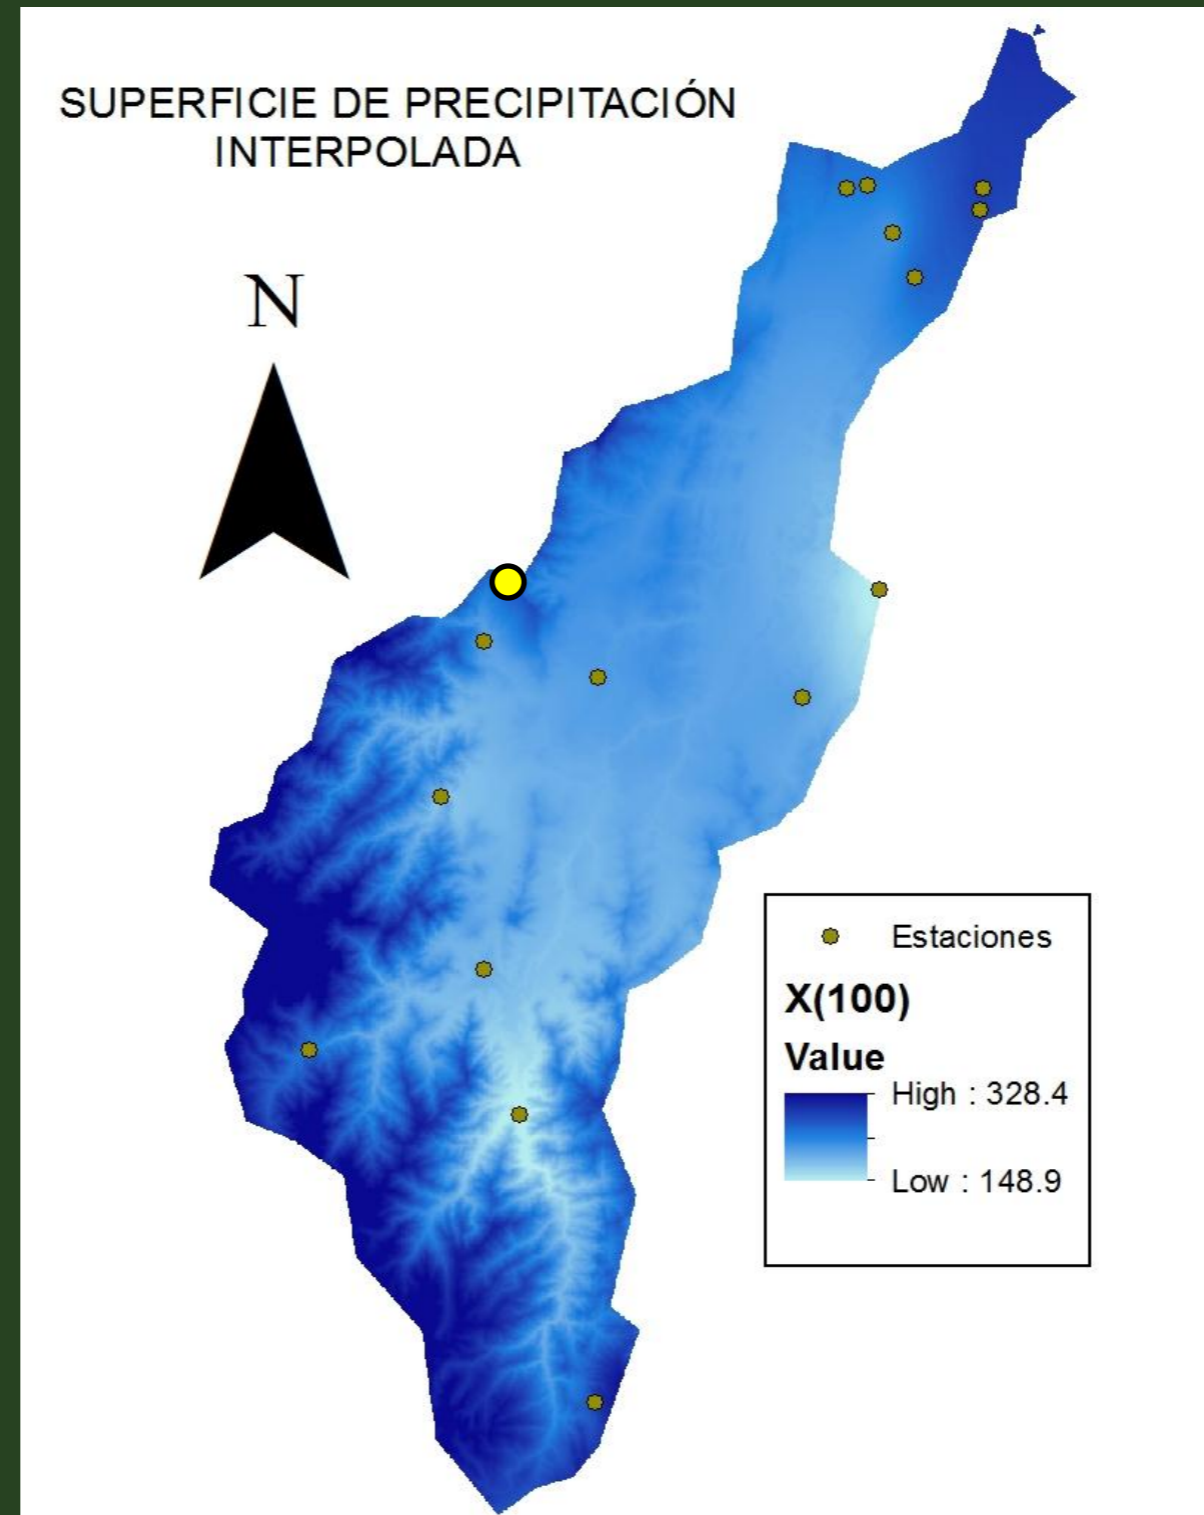 SUPERFICIE DE PRECIPITACIÓN
INTERPOLADA
N
Estaciones
X(100)
Value
High : 328.4
Low : 148.9